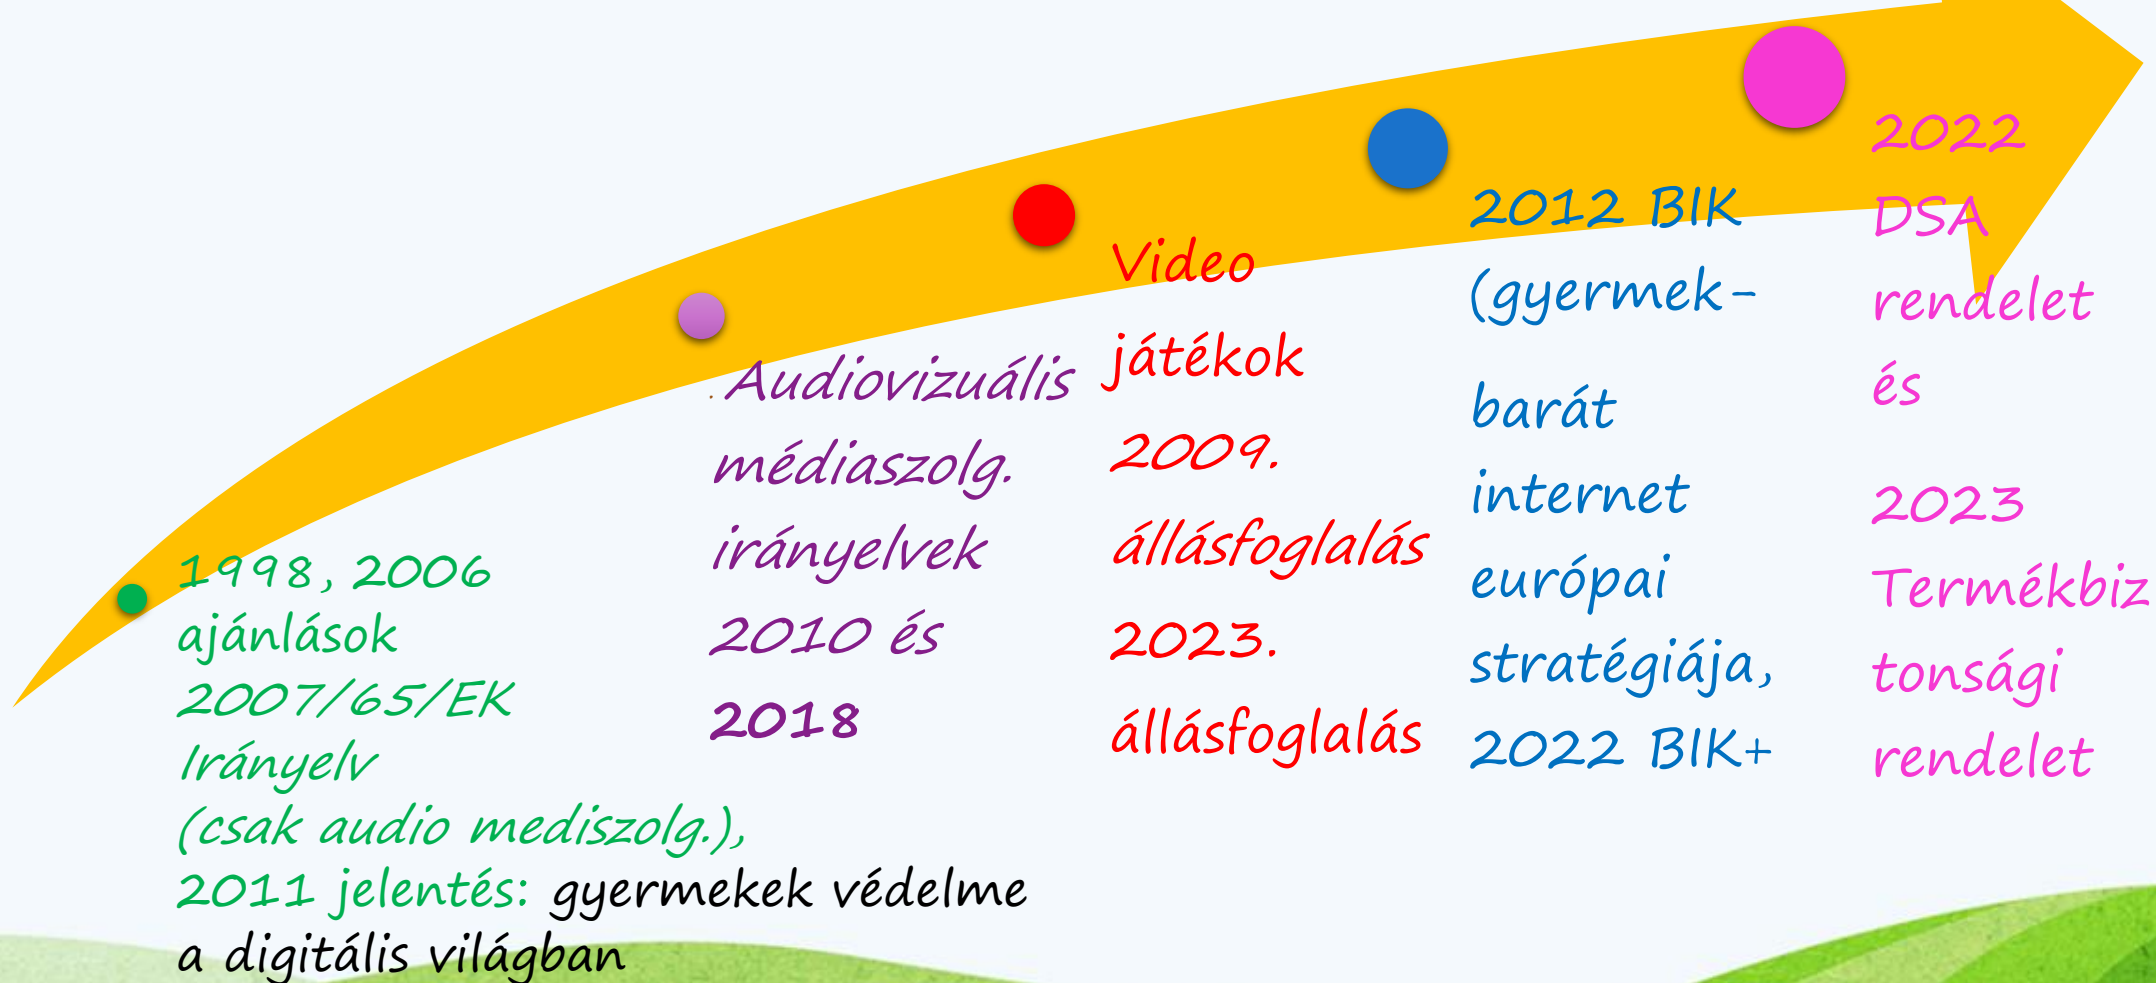 1998, 2006
ajánlások
2007/65/EK
Irányelv
(csak audio mediszolg.),
2011 jelentés: gyermekek védelme
a digitális világban
. Audiovizuális
médiaszolg.
irányelvek
2010 és
2018
Video
játékok
2009.
állásfoglalás
2023.
állásfoglalás
2012 BIK
(gyermek-
barát
internet
európai
stratégiája,
2022 BIK+
2022
DSA
rendelet
és
2023
Termékbiz
tonsági
rendelet